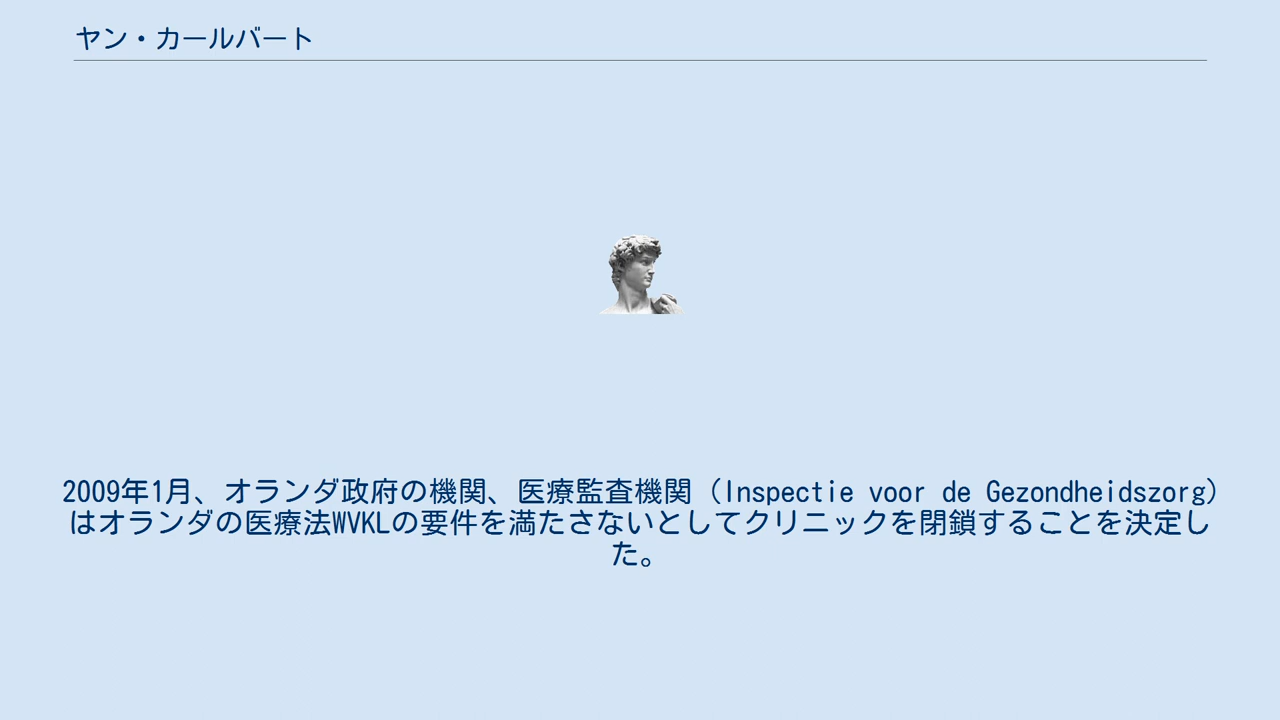 ヤン・カールバート
2009年1月、オランダ政府の機関、医療監査機関（Inspectie voor de Gezondheidszorg）
はオランダの医療法WVKLの要件を満たさないとしてクリニックを閉鎖することを決定し
た。